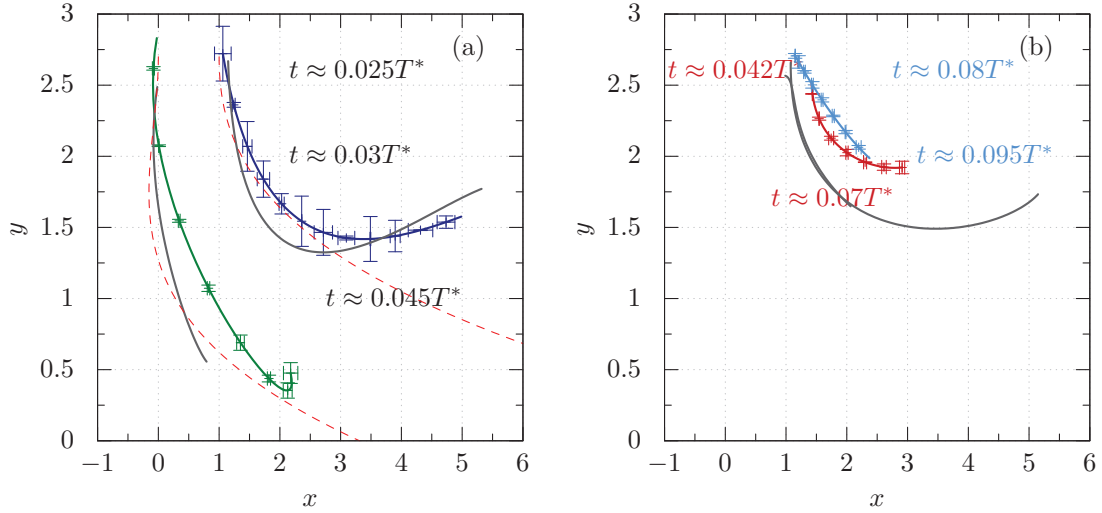 (a)
t ≈ 0.025T*
t ≈ 0.03T*
t ≈ 0.045T*
3
2.5
2
1.5
1
0.5
0
y
−1 0 1 2 3 4 5 6
x
(b)
t ≈ 0.042T*
t ≈ 0.08T*
t ≈ 0.095T*
t ≈ 0.07T*
3
2.5
2
1.5
1
0.5
0
y
−1 0 1 2 3 4 5 6
x